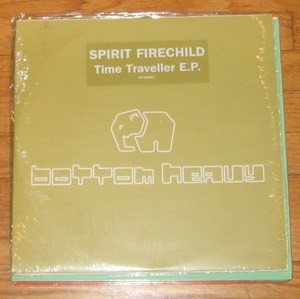 SPIRIT FIRECHILD
Time Traveller E.P.
bottom heavy